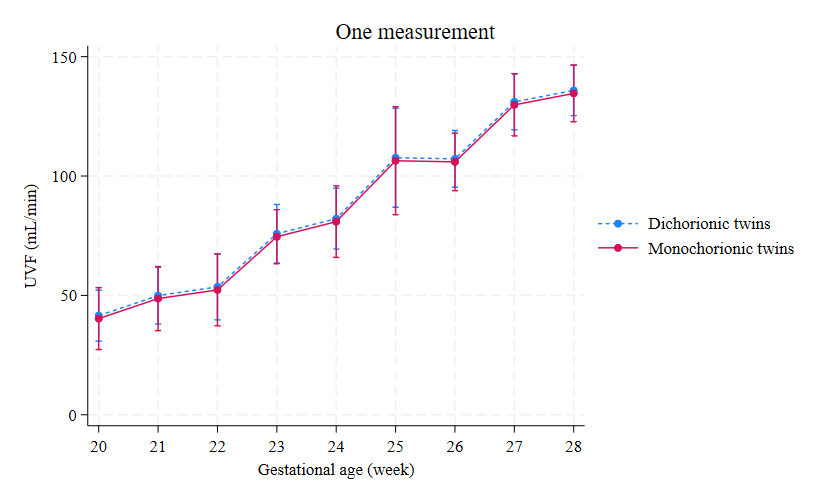 One measurement
150
100
50
0
UVF (mL/min)
20 21 22 23 24 25 26 27 28
Gestational age (week)
Dichorionic twins
Monochorionic twins